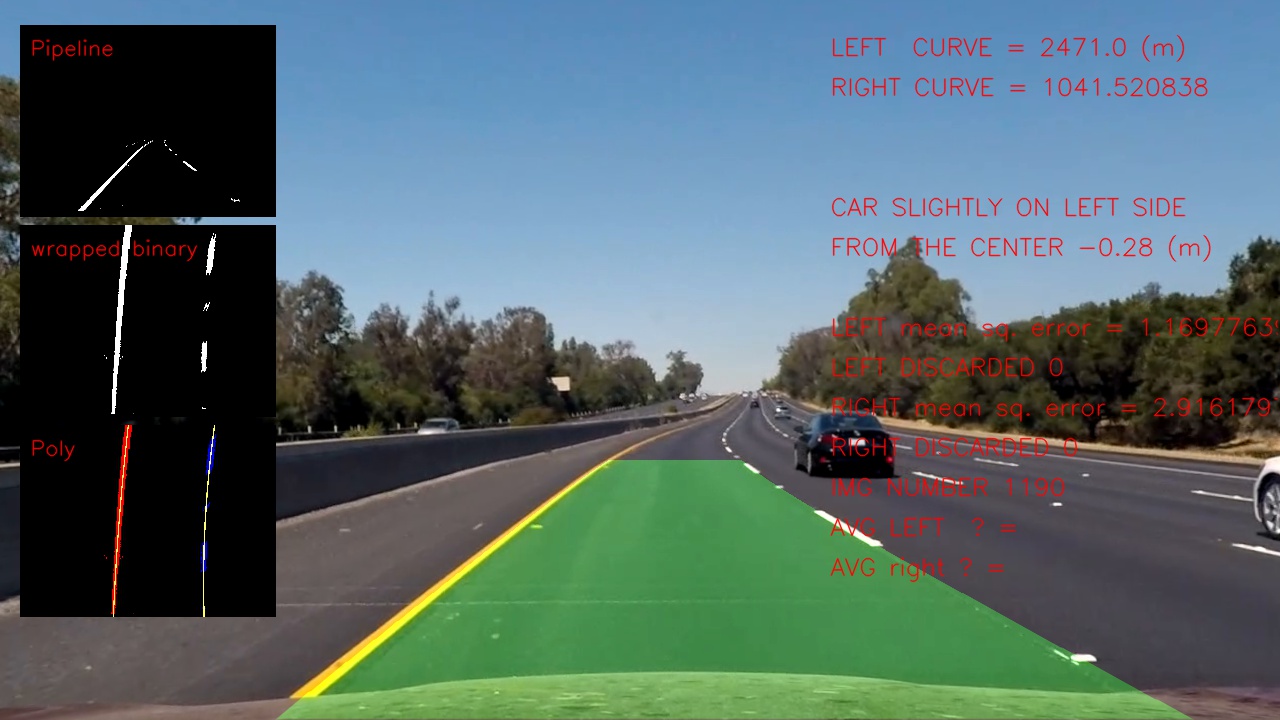 Pipeline
wrapped binary
Poly
LEFT CURVE = 2471.0 (m)
RIGHT CURVE = 1041.520838
CAR SLIGHTLY ON LEFT SIDE
FROM THE CENTER -0.28 (m)
LEFT mean sq. error = 1.1697763
LEFT DISCARDED 0
RIGHT mean sq. error = 2.916179
RIGHT DISCARDED 0
IMG NUMBER 1190
AVG LEFT ? =
AVG right ? =